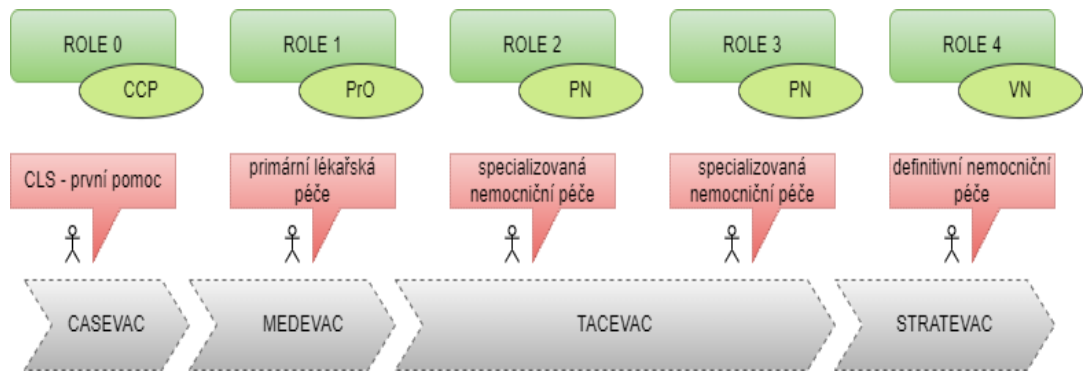 ROLE 0
ROLE 1
ROLE 2
ROLE 3
ROLE 4
CCP
PrO
PN
PN
VN
CLS - první pomoc
primární lékařská
péče
specializovaná
nemocniční péče
specializovaná
nemocniční péče
definitivní nemocniční
péče
CASEVAC
MEDEVAC
TACEVAC
STRATEVAC